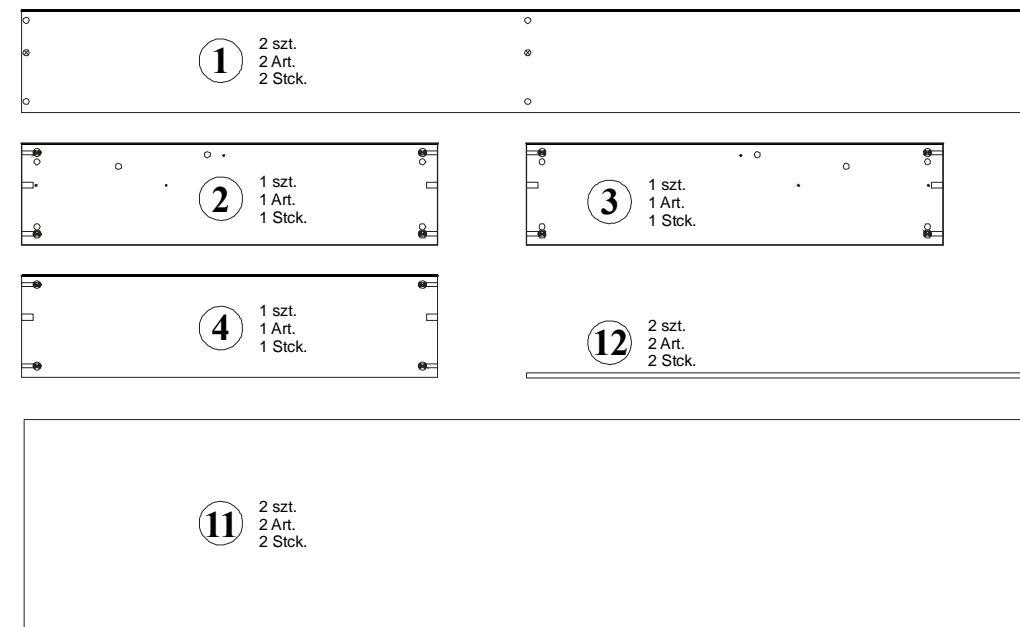 1
2 szt.
2 Art.
2 Stck.
2
1 szt.
1 Art.
1 Stck.
3
1 szt.
1 Art.
1 Stck.
4
1 szt.
1 Art.
1 Stck.
12
2 szt.
2 Art.
2 Stck.
11
2 szt.
2 Art.
2 Stck.